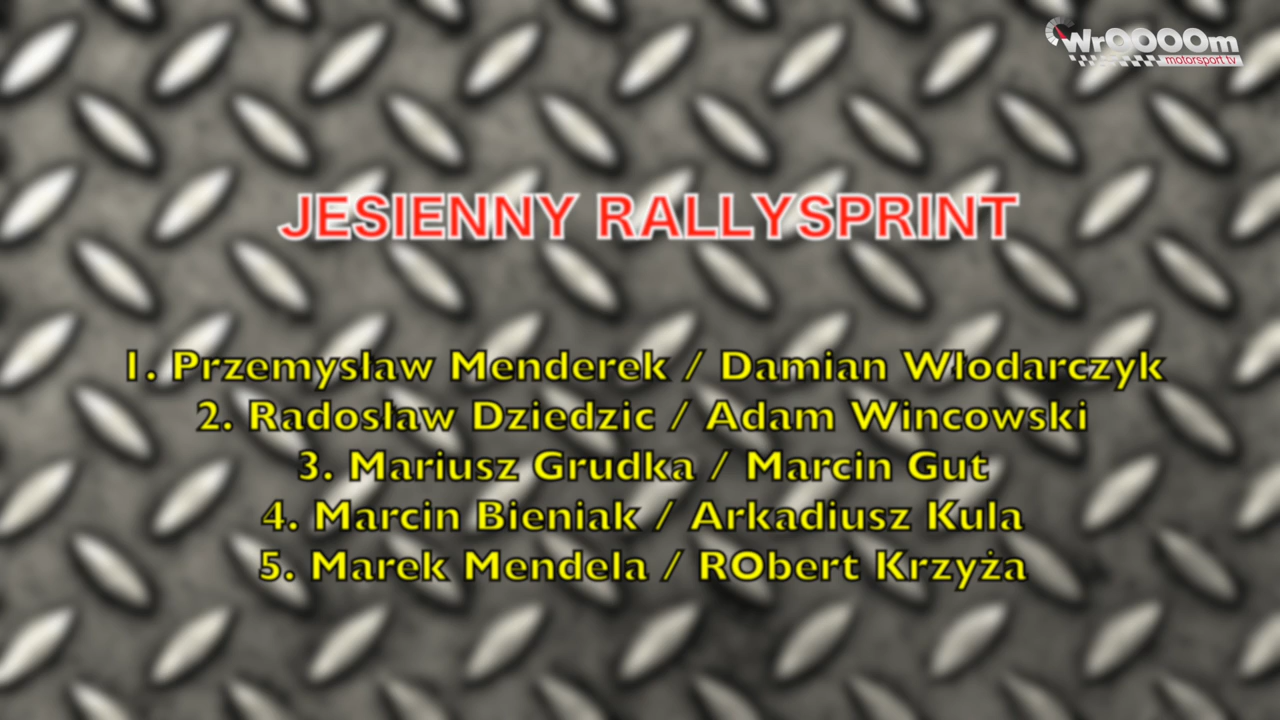 WrOOOOm
motorsport.tv
JESIENNY RALLYSPRINT
1. Przemysław Menderek / Damian Włodarczyk
2. Radosław Dziedzic / Adam Wincowski
3. Mariusz Grudka / Marcin Gut
4. Marcin Bieniak / Arkadiusz Kula
5. Marek Mendela / RObert Krzyża